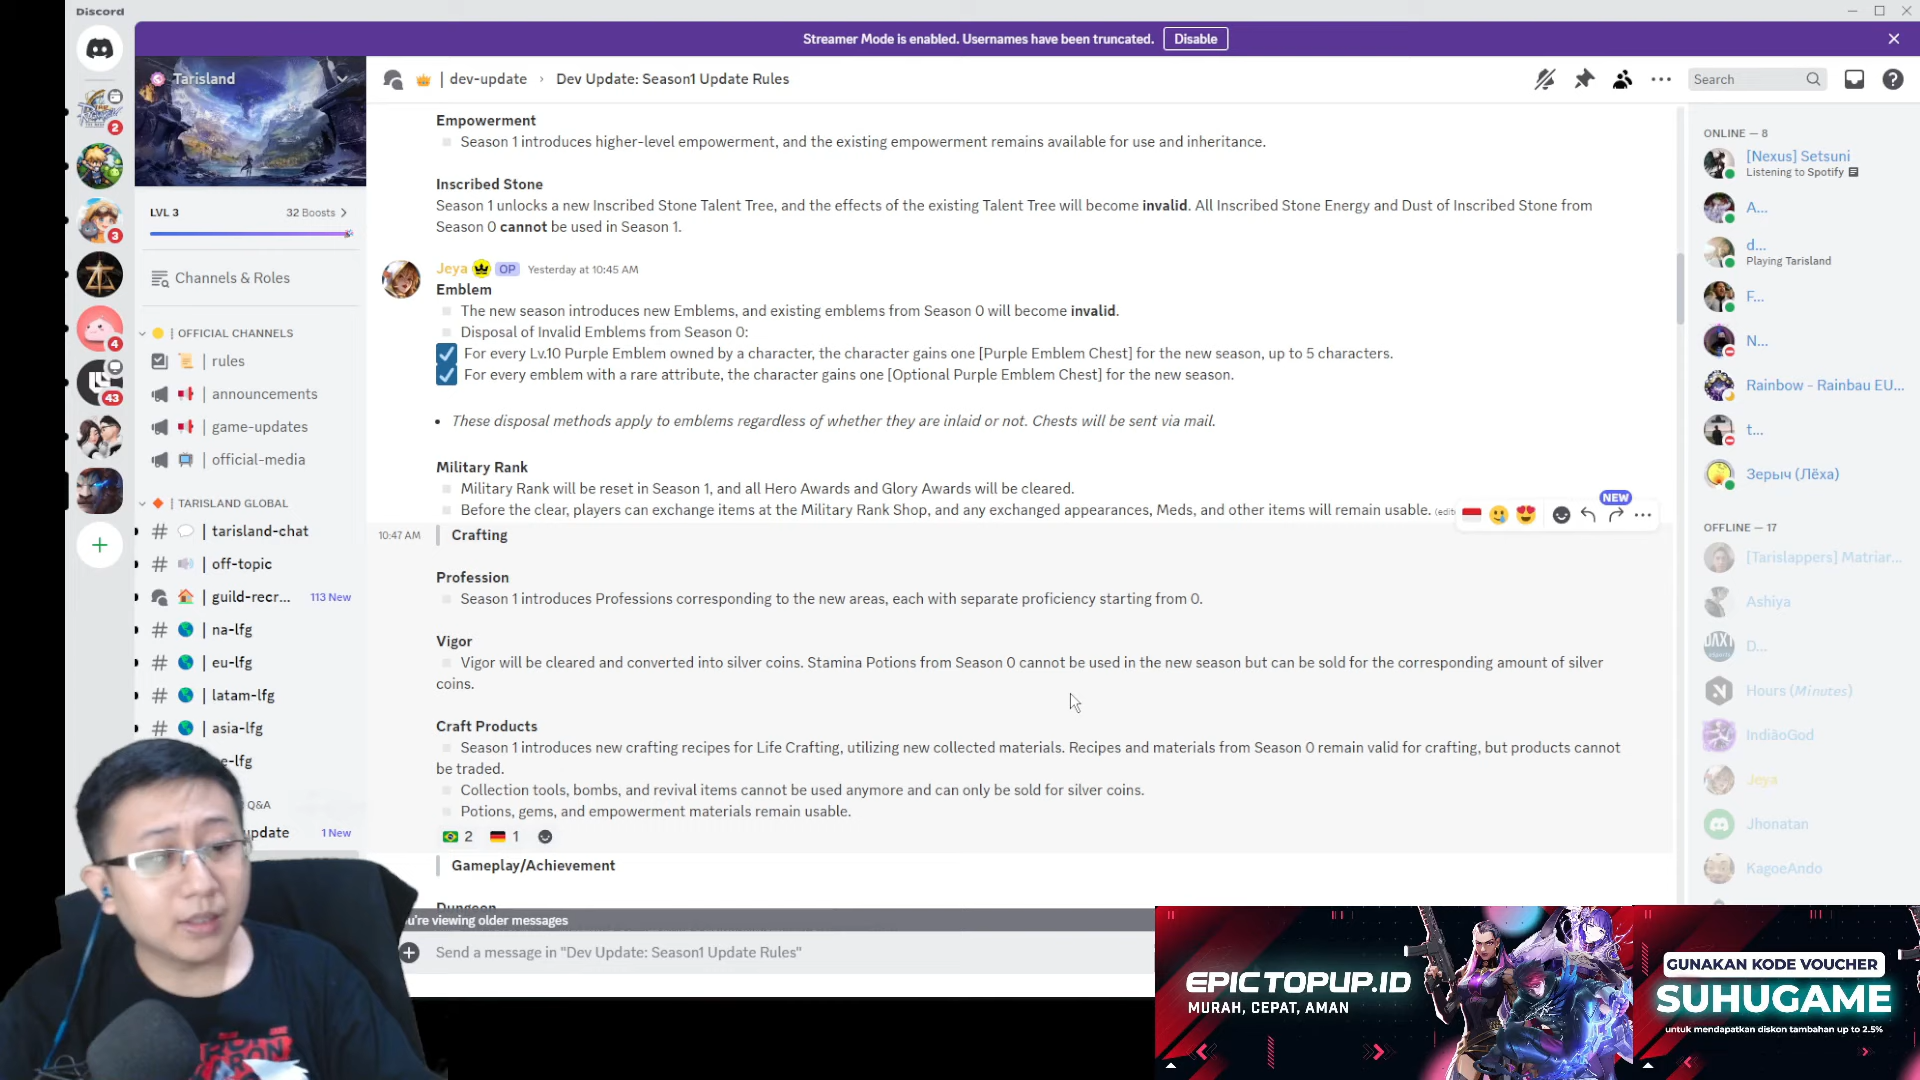 Discord
Streamer Mode is enabled. Usernames have been truncated.
Disable
Tarisland
LVL 3
32 Boosts
Channels & Roles
OFFICIAL CHANNELS
rules
announcements
game-updates
official-media
TARISLAND GLOBAL
tarisland-chat
off-topic
guild-recr...
113 New
na-lfg
eu-lfg
latam-lfg
asia-lfg
e-lfg
Q&A
update
1 New
2
3
4
43
| dev-update › Dev Update: Season1 Update Rules
Search
Empowerment
Season 1 introduces higher-level empowerment, and the existing empowerment remains available for use and inheritance.
Inscribed Stone
Season 1 unlocks a new Inscribed Stone Talent Tree, and the effects of the existing Talent Tree will become invalid. All Inscribed Stone Energy and Dust of Inscribed Stone from
Season 0 cannot be used in Season 1.
Jeya OP Yesterday at 10:45 AM
Emblem
The new season introduces new Emblems, and existing emblems from Season 0 will become invalid.
Disposal of Invalid Emblems from Season 0:
For every Lv.10 Purple Emblem owned by a character, the character gains one [Purple Emblem Chest] for the new season, up to 5 characters.
For every emblem with a rare attribute, the character gains one [Optional Purple Emblem Chest] for the new season.
• These disposal methods apply to emblems regardless of whether they are inlaid or not. Chests will be sent via mail.
Military Rank
Military Rank will be reset in Season 1, and all Hero Awards and Glory Awards will be cleared.
Before the clear, players can exchange items at the Military Rank Shop, and any exchanged appearances, Meds, and other items will remain usable. (edit
NEW
10:47 AM
Crafting
Profession
Season 1 introduces Professions corresponding to the new areas, each with separate proficiency starting from 0.
Vigor
Vigor will be cleared and converted into silver coins. Stamina Potions from Season 0 cannot be used in the new season but can be sold for the corresponding amount of silver
coins.
Craft Products
Season 1 introduces new crafting recipes for Life Crafting, utilizing new collected materials. Recipes and materials from Season 0 remain valid for crafting, but products cannot
be traded.
Collection tools, bombs, and revival items cannot be used anymore and can only be sold for silver coins.
Potions, gems, and empowerment materials remain usable.
2
1
Gameplay/Achievement
Dungeon
u're viewing older messages
Send a message in "Dev Update: Season1 Update Rules"
ONLINE — 8
[Nexus] Setsuni
Listening to Spotify
A...
d...
Playing Tarisland
F...
N...
Rainbow - Rainbau EU...
t...
Зерыч (Лёха)
OFFLINE — 17
[Tarislappers] Matriar...
Ashiya
D...
Hours (Minutes)
IndiãoGod
Jeya
Jhonatan
KagoeAndo
EPICTOPUP.ID
MURAH, CEPAT, AMAN
GUNAKAN KODE VOUCHER
SUHUGAME
untuk mendapatkan diskon tambahan up to 2.5%